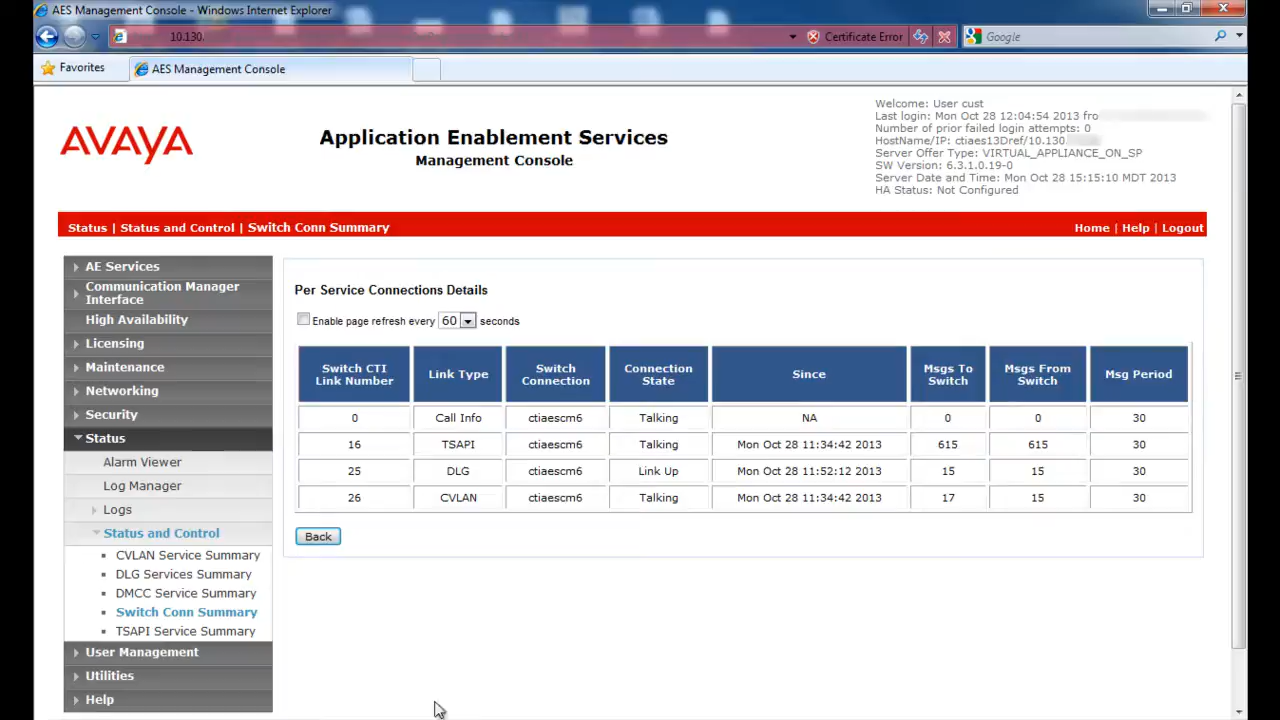 AES Management Console - Windows Internet Explorer
10.130.
Certificate Error
Google
Favorites
AES Management Console
AVAYA
Application Enablement Services
Management Console
Welcome: User cust
Last login: Mon Oct 28 12:04:54 2013 fro
Number of prior failed login attempts: 0
HostName/IP: ctiaes13Dref/10.130
Server Offer Type: VIRTUAL_APPLIANCE_ON_SP
SW Version: 6.3.1.0.19-0
Server Date and Time: Mon Oct 28 15:15:10 MDT 2013
HA Status: Not Configured
Status | Status and Control | Switch Conn Summary
Home | Help | Logout
AE Services
Communication Manager
Interface
High Availability
Licensing
Maintenance
Networking
Security
Status
Alarm Viewer
Log Manager
Logs
Status and Control
CVLAN Service Summary
DLG Services Summary
DMCC Service Summary
Switch Conn Summary
TSAPI Service Summary
User Management
Utilities
Help
Per Service Connections Details
Enable page refresh every 60 seconds
Switch CTI Link Number Link Type Switch Connection Connection State Since Msgs To Switch Msgs From Switch Msg Period
0 Call Info ctiaescm6 Talking NA 0 0 30
16 TSAPI ctiaescm6 Talking Mon Oct 28 11:34:42 2013 615 615 30
25 DLG ctiaescm6 Link Up Mon Oct 28 11:52:12 2013 15 15 30
26 CVLAN ctiaescm6 Talking Mon Oct 28 11:34:42 2013 17 15 30
Back